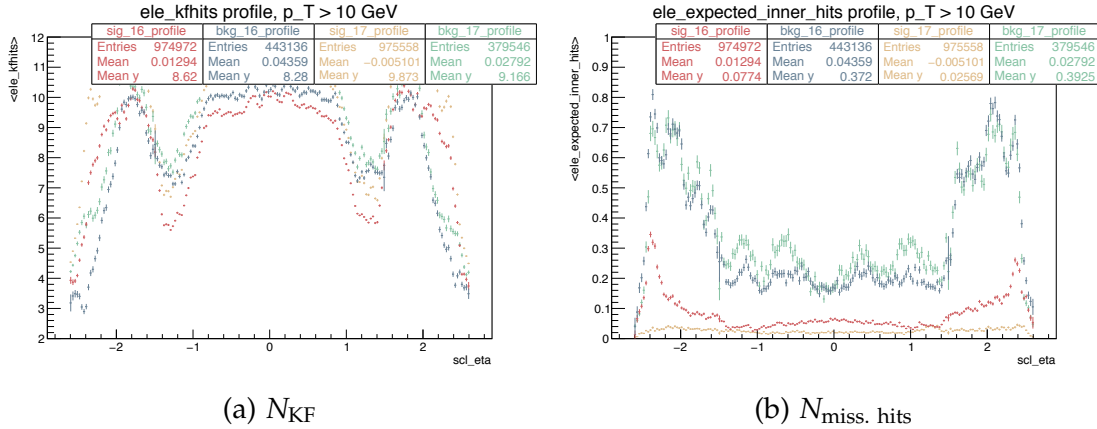 ele_kfhits profile, p_T > 10 GeV
sig_16_profile bkg_16_profile sig_17_profile bkg_17_profile
Entries 974972 Entries 443136 Entries 975558 Entries 379546
Mean 0.01294 Mean 0.04359 Mean −0.005101 Mean 0.02792
Mean y 8.62 Mean y 8.28 Mean y 9.873 Mean y 9.166
<ele_kfhits>
12
11
10
9
8
7
6
5
4
3
2
−2 −1 0 1 2
scl_eta
(a) N_KF
ele_expected_inner_hits profile, p_T > 10 GeV
sig_16_profile bkg_16_profile sig_17_profile bkg_17_profile
Entries 974972 Entries 443136 Entries 975558 Entries 379546
Mean 0.01294 Mean 0.04359 Mean −0.005101 Mean 0.02792
Mean y 0.0774 Mean y 0.372 Mean y 0.02569 Mean y 0.3925
<ele_expected_inner_hits>
1
0.9
0.8
0.7
0.6
0.5
0.4
0.3
0.2
0.1
0
−2 −1 0 1 2
scl_eta
(b) N_miss. hits